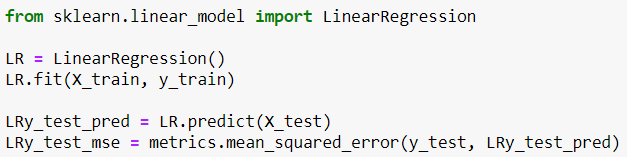 from sklearn.linear_model import LinearRegression
LR = LinearRegression()
LR.fit(X_train, y_train)
LRy_test_pred = LR.predict(X_test)
LRy_test_mse = metrics.mean_squared_error(y_test, LRy_test_pred)